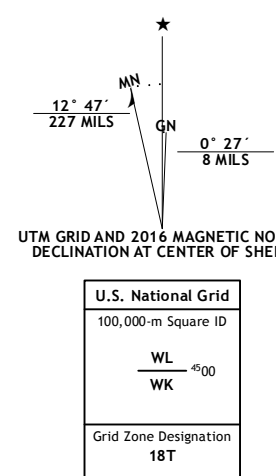 ★
MN
GN
12° 47´
227 MILS
0° 27´
8 MILS
UTM GRID AND 2016 MAGNETIC NO
DECLINATION AT CENTER OF SHE
U.S. National Grid
100,000-m Square ID
WL
4500
WK
Grid Zone Designation
18T